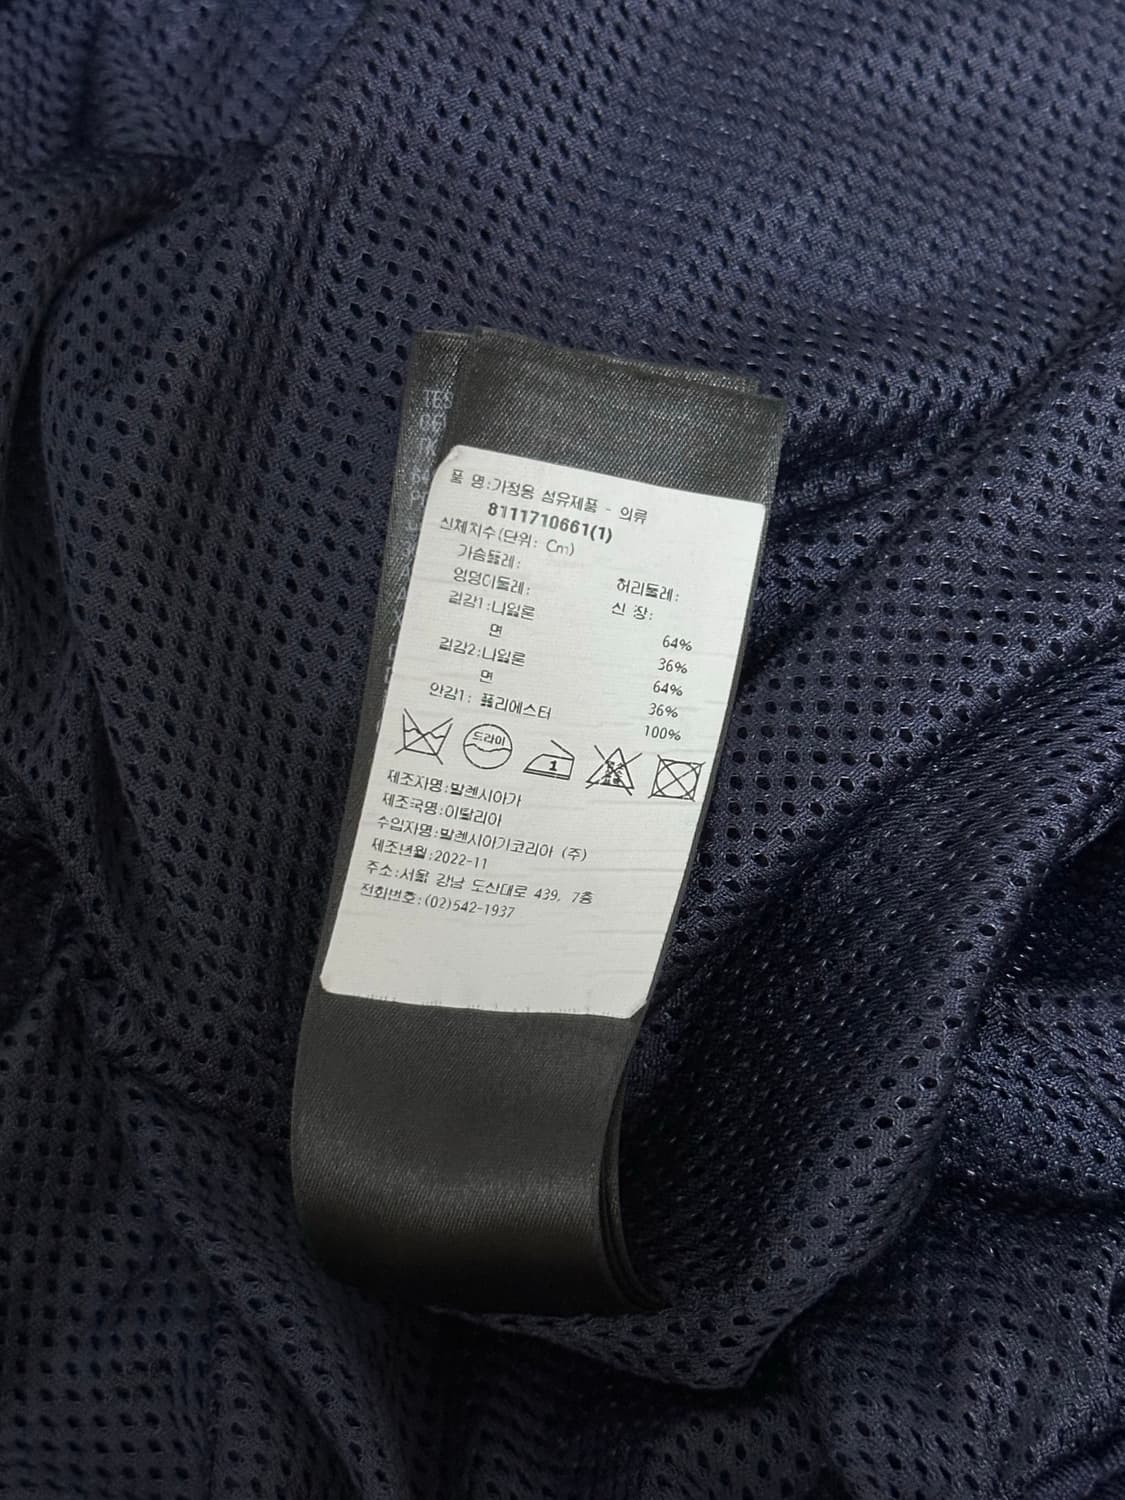 품 명:가정용 섬유제품 - 의류
8111710661(1)
신체치수(단위: Cm)
가슴둘레: 허리둘레:
엉덩이둘레: 신 장:
겉감1:나일론 64%
면 36%
겉감2:나일론 64%
면 36%
안감1: 폴리에스터 100%
드라이
1
제조자명:발렌시아가
제조국명:이탈리아
수입자명:발렌시아가코리아 (주)
제조년월:2022-11
주소:서울 강남 도산대로 439, 7층
전화번호:(02)542-1937